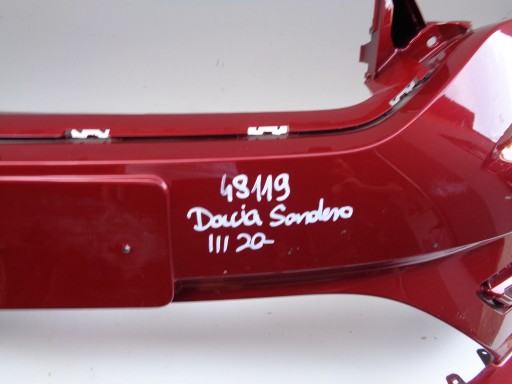 48119
Dacia Sandero
III 20-